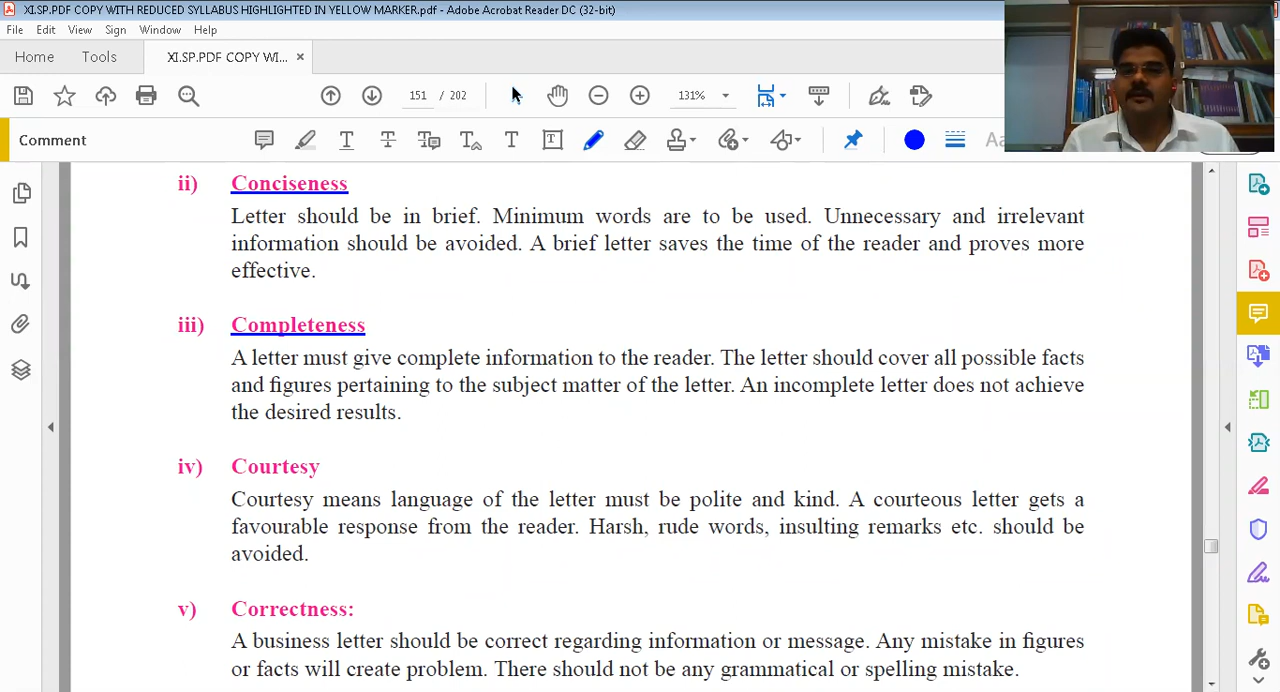 XI.SP.PDF COPY WITH REDUCED SYLLABUS HIGHLIGHTED IN YELLOW MARKER.pdf - Adobe Acrobat Reader DC (32-bit)
File Edit View Sign Window Help
Home Tools XI.SP.PDF COPY WI... ×
151 / 202 131%
Comment
ii) Conciseness
Letter should be in brief. Minimum words are to be used. Unnecessary and irrelevant
information should be avoided. A brief letter saves the time of the reader and proves more
effective.
iii) Completeness
A letter must give complete information to the reader. The letter should cover all possible facts
and figures pertaining to the subject matter of the letter. An incomplete letter does not achieve
the desired results.
iv) Courtesy
Courtesy means language of the letter must be polite and kind. A courteous letter gets a
favourable response from the reader. Harsh, rude words, insulting remarks etc. should be
avoided.
v) Correctness:
A business letter should be correct regarding information or message. Any mistake in figures
or facts will create problem. There should not be any grammatical or spelling mistake.